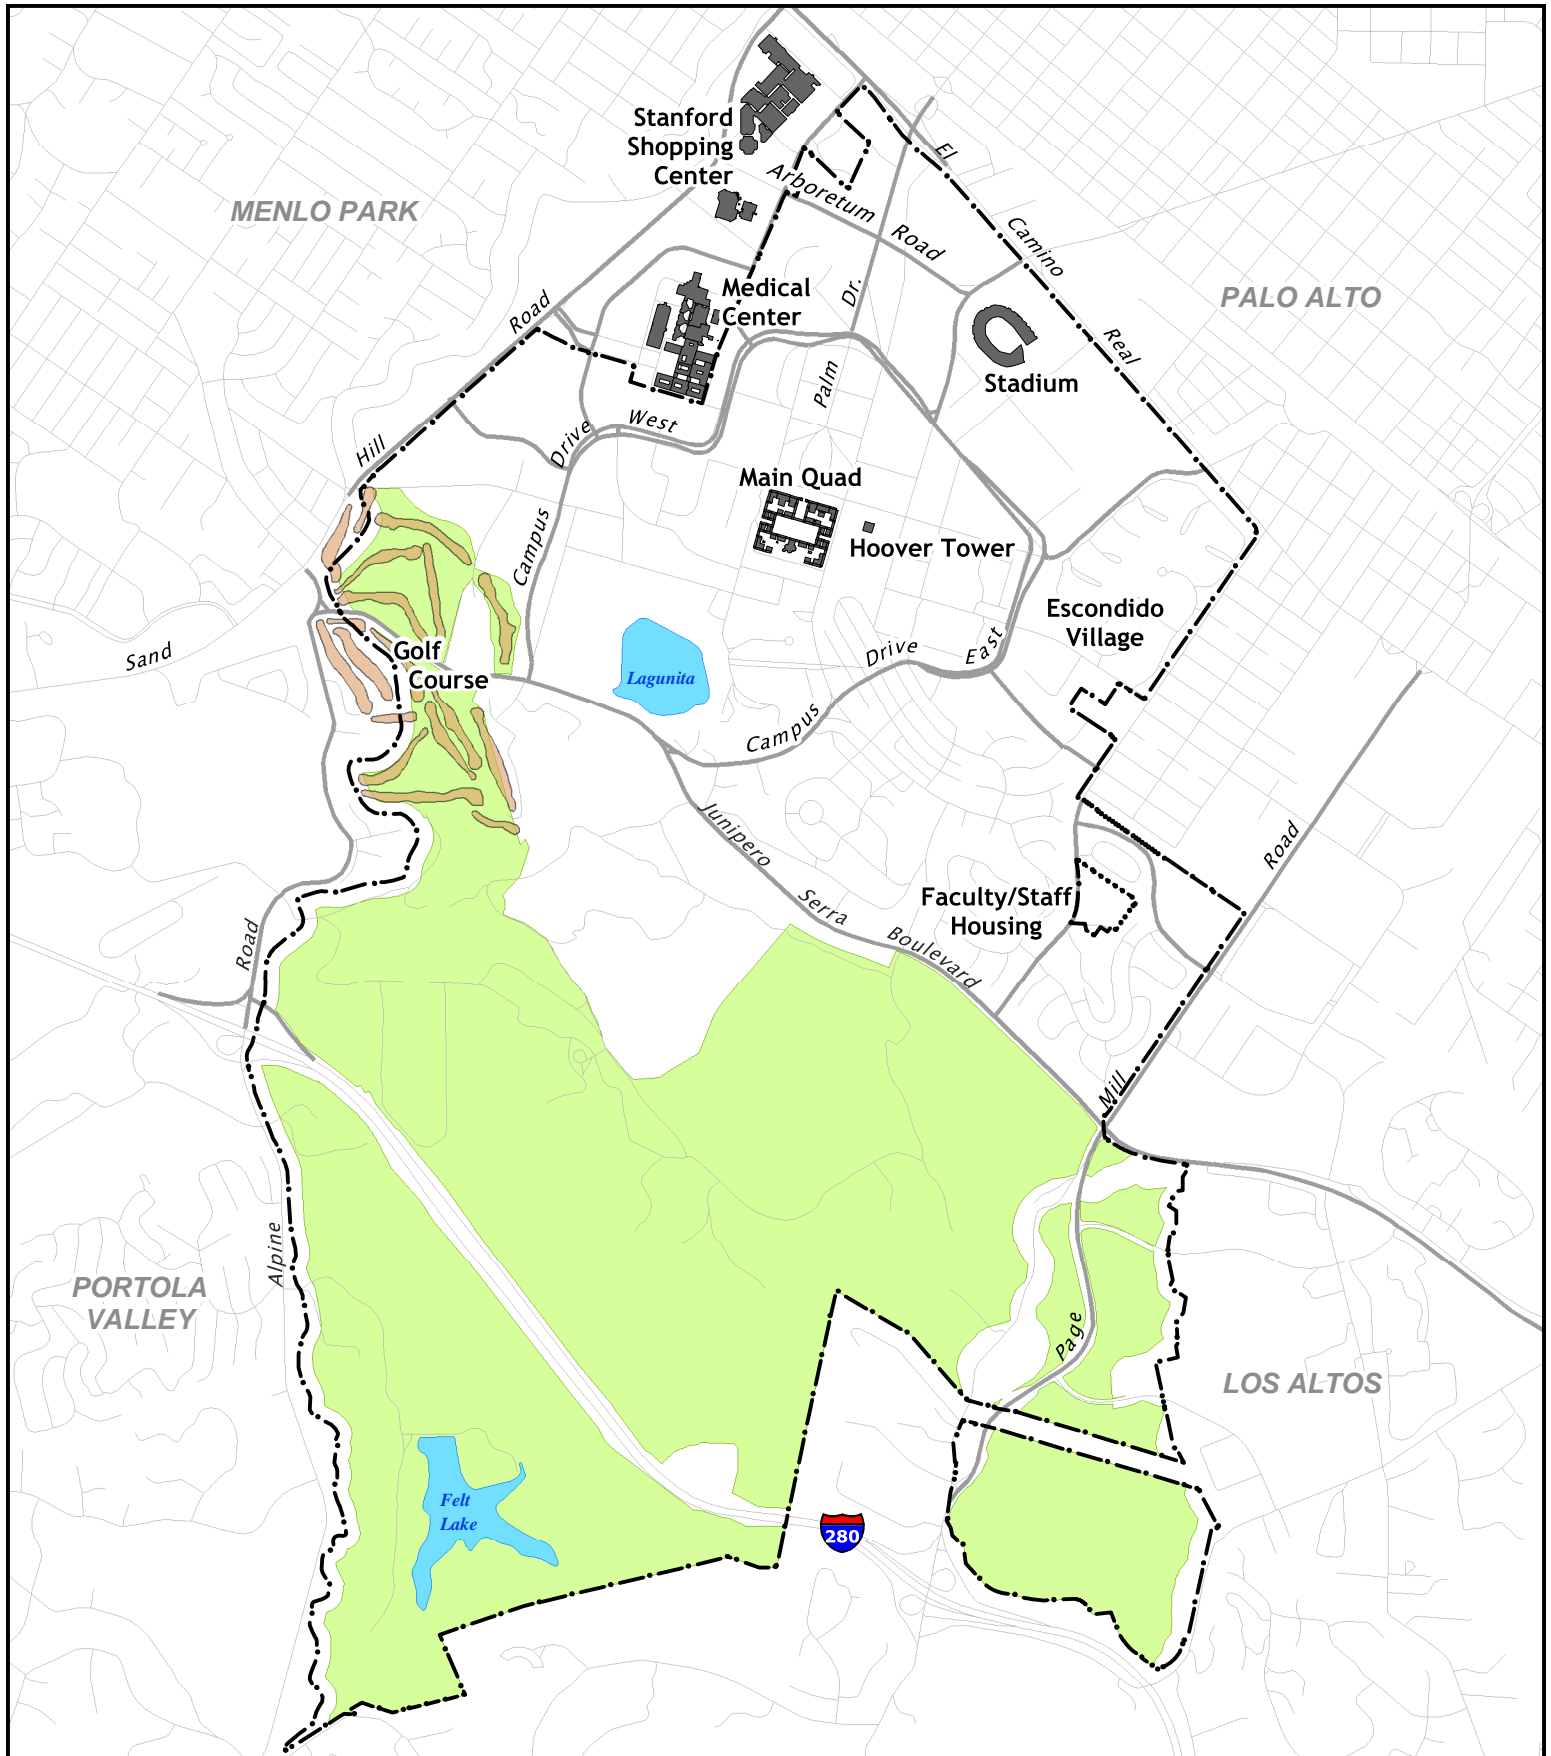 Stanford
Shopping
Center
El
Camino
Real
Arboretum
Road
MENLO PARK
PALO ALTO
Medical
Center
Dr.
Palm
Road
Hill
Sand
Stadium
West
Drive
Campus
Main Quad
Hoover Tower
Escondido
Village
Golf
Course
Lagunita
Drive
East
Campus
Junipero
Serra
Boulevard
Faculty/Staff
Housing
Road
Mill
Page
Road
Alpine
PORTOLA
VALLEY
LOS ALTOS
Felt
Lake
280